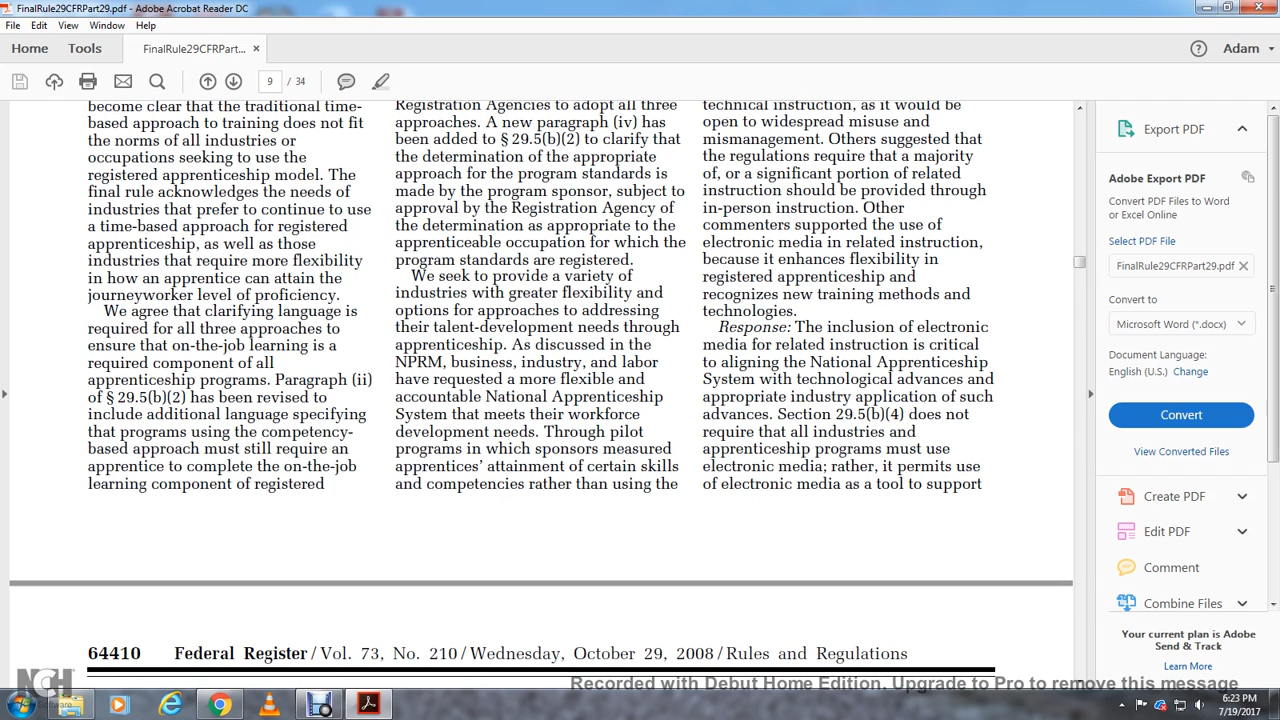 FinalRule29CFRPart29.pdf - Adobe Acrobat Reader DC
File Edit View Window Help
Home Tools FinalRule29CFRPart... × Adam
9 / 34
become clear that the traditional time-
based approach to training does not fit
the norms of all industries or
occupations seeking to use the
registered apprenticeship model. The
final rule acknowledges the needs of
industries that prefer to continue to use
a time-based approach for registered
apprenticeship, as well as those
industries that require more flexibility
in how an apprentice can attain the
journeyworker level of proficiency.
We agree that clarifying language is
required for all three approaches to
ensure that on-the-job learning is a
required component of all
apprenticeship programs. Paragraph (ii)
of § 29.5(b)(2) has been revised to
include additional language specifying
that programs using the competency-
based approach must still require an
apprentice to complete the on-the-job
learning component of registered
Registration Agencies to adopt all three
approaches. A new paragraph (iv) has
been added to § 29.5(b)(2) to clarify that
the determination of the appropriate
approach for the program standards is
made by the program sponsor, subject to
approval by the Registration Agency of
the determination as appropriate to the
apprenticeable occupation for which the
program standards are registered.
We seek to provide a variety of
industries with greater flexibility and
options for approaches to addressing
their talent-development needs through
apprenticeship. As discussed in the
NPRM, business, industry, and labor
have requested a more flexible and
accountable National Apprenticeship
System that meets their workforce
development needs. Through pilot
programs in which sponsors measured
apprentices' attainment of certain skills
and competencies rather than using the
technical instruction, as it would be
open to widespread misuse and
mismanagement. Others suggested that
the regulations require that a majority
of, or a significant portion of related
instruction should be provided through
in-person instruction. Other
commenters supported the use of
electronic media in related instruction,
because it enhances flexibility in
registered apprenticeship and
recognizes new training methods and
technologies.
Response: The inclusion of electronic
media for related instruction is critical
to aligning the National Apprenticeship
System with technological advances and
appropriate industry application of such
advances. Section 29.5(b)(4) does not
require that all industries and
apprenticeship programs must use
electronic media; rather, it permits use
of electronic media as a tool to support
64410 Federal Register / Vol. 73, No. 210 / Wednesday, October 29, 2008 / Rules and Regulations
Export PDF
Adobe Export PDF
Convert PDF Files to Word
or Excel Online
Select PDF File
FinalRule29CFRPart29.pdf ×
Convert to
Microsoft Word (*.docx)
Document Language:
English (U.S.) Change
Convert
View Converted Files
Create PDF
Edit PDF
Comment
Combine Files
Your current plan is Adobe
Send & Track
Learn More
NCH
Software
Recorded with Debut Home Edition. Upgrade to Pro to remove this message
6:23 PM
7/19/2017